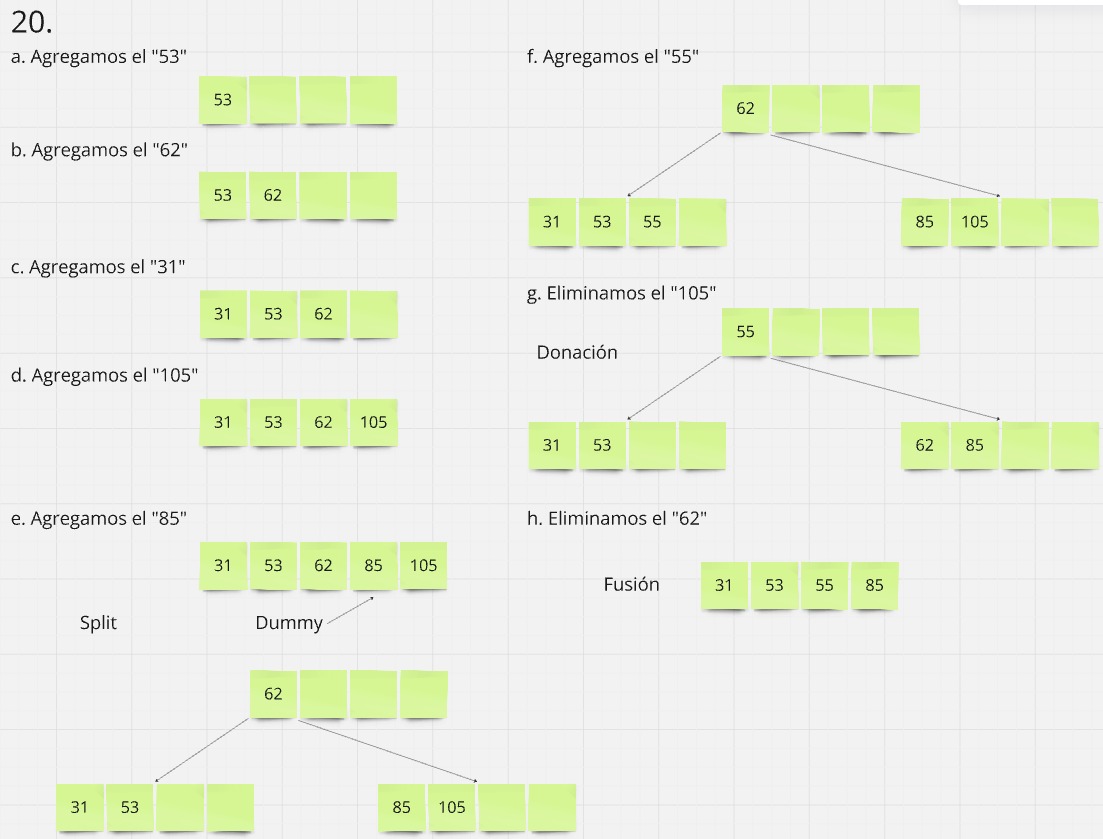 20.
a. Agregamos el "53"
53
b. Agregamos el "62"
53 62
c. Agregamos el "31"
31 53 62
d. Agregamos el "105"
31 53 62 105
e. Agregamos el "85"
31 53 62 85 105
Split
Dummy
62
31 53
85 105
f. Agregamos el "55"
62
31 53 55
85 105
g. Eliminamos el "105"
Donación
55
31 53
62 85
h. Eliminamos el "62"
Fusión
31 53 55 85